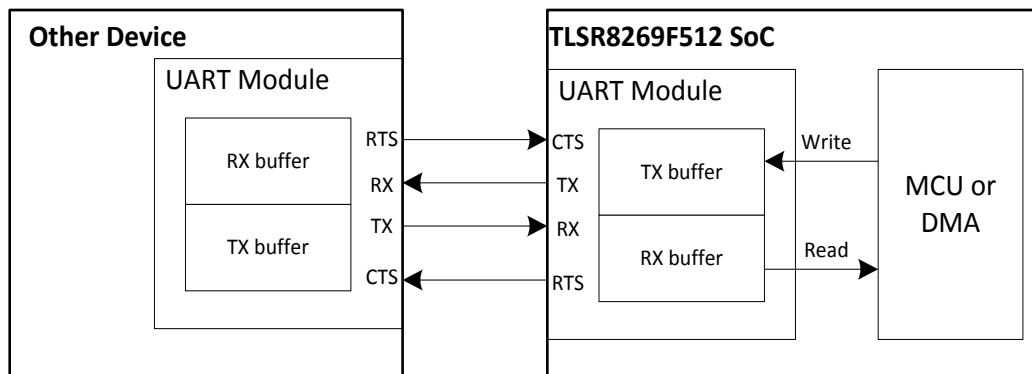 Other Device
UART Module
RX buffer
TX buffer
RTS
RX
TX
CTS
TLSR8269F512 SoC
UART Module
CTS
TX
RX
RTS
TX buffer
RX buffer
Write
Read
MCU or
DMA